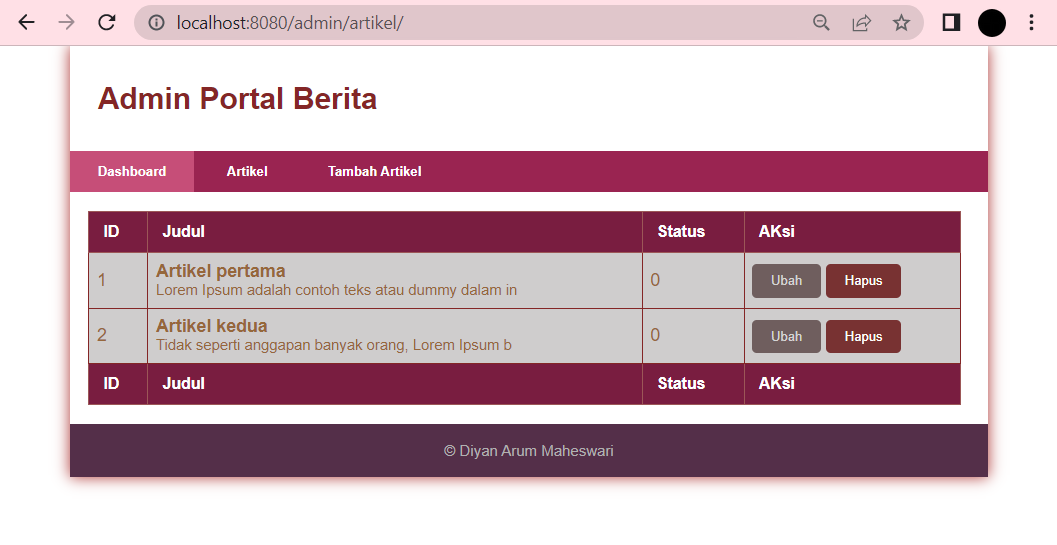 localhost:8080/admin/artikel/
Admin Portal Berita
Dashboard Artikel Tambah Artikel
ID Judul Status AKsi
1 Artikel pertama 0 Ubah Hapus
Lorem Ipsum adalah contoh teks atau dummy dalam in
2 Artikel kedua 0 Ubah Hapus
Tidak seperti anggapan banyak orang, Lorem Ipsum b
ID Judul Status AKsi
© Diyan Arum Maheswari